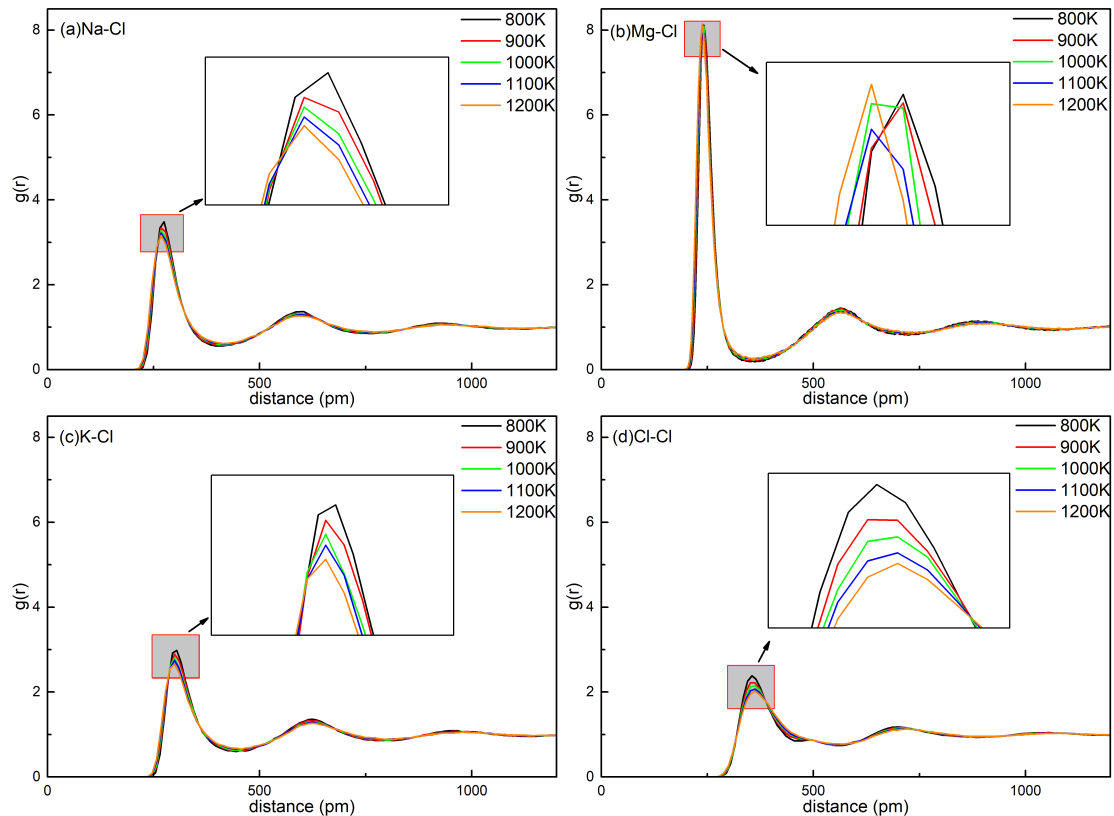 (a)Na-Cl
800K
900K
1000K
1100K
1200K
g(r)
8
6
4
2
0
0
500
1000
distance (pm)
(b)Mg-Cl
800K
900K
1000K
1100K
1200K
g(r)
8
6
4
2
0
0
500
1000
distance (pm)
(c)K-Cl
800K
900K
1000K
1100K
1200K
g(r)
8
6
4
2
0
0
500
1000
distance (pm)
(d)Cl-Cl
800K
900K
1000K
1100K
1200K
g(r)
8
6
4
2
0
0
500
1000
distance (pm)